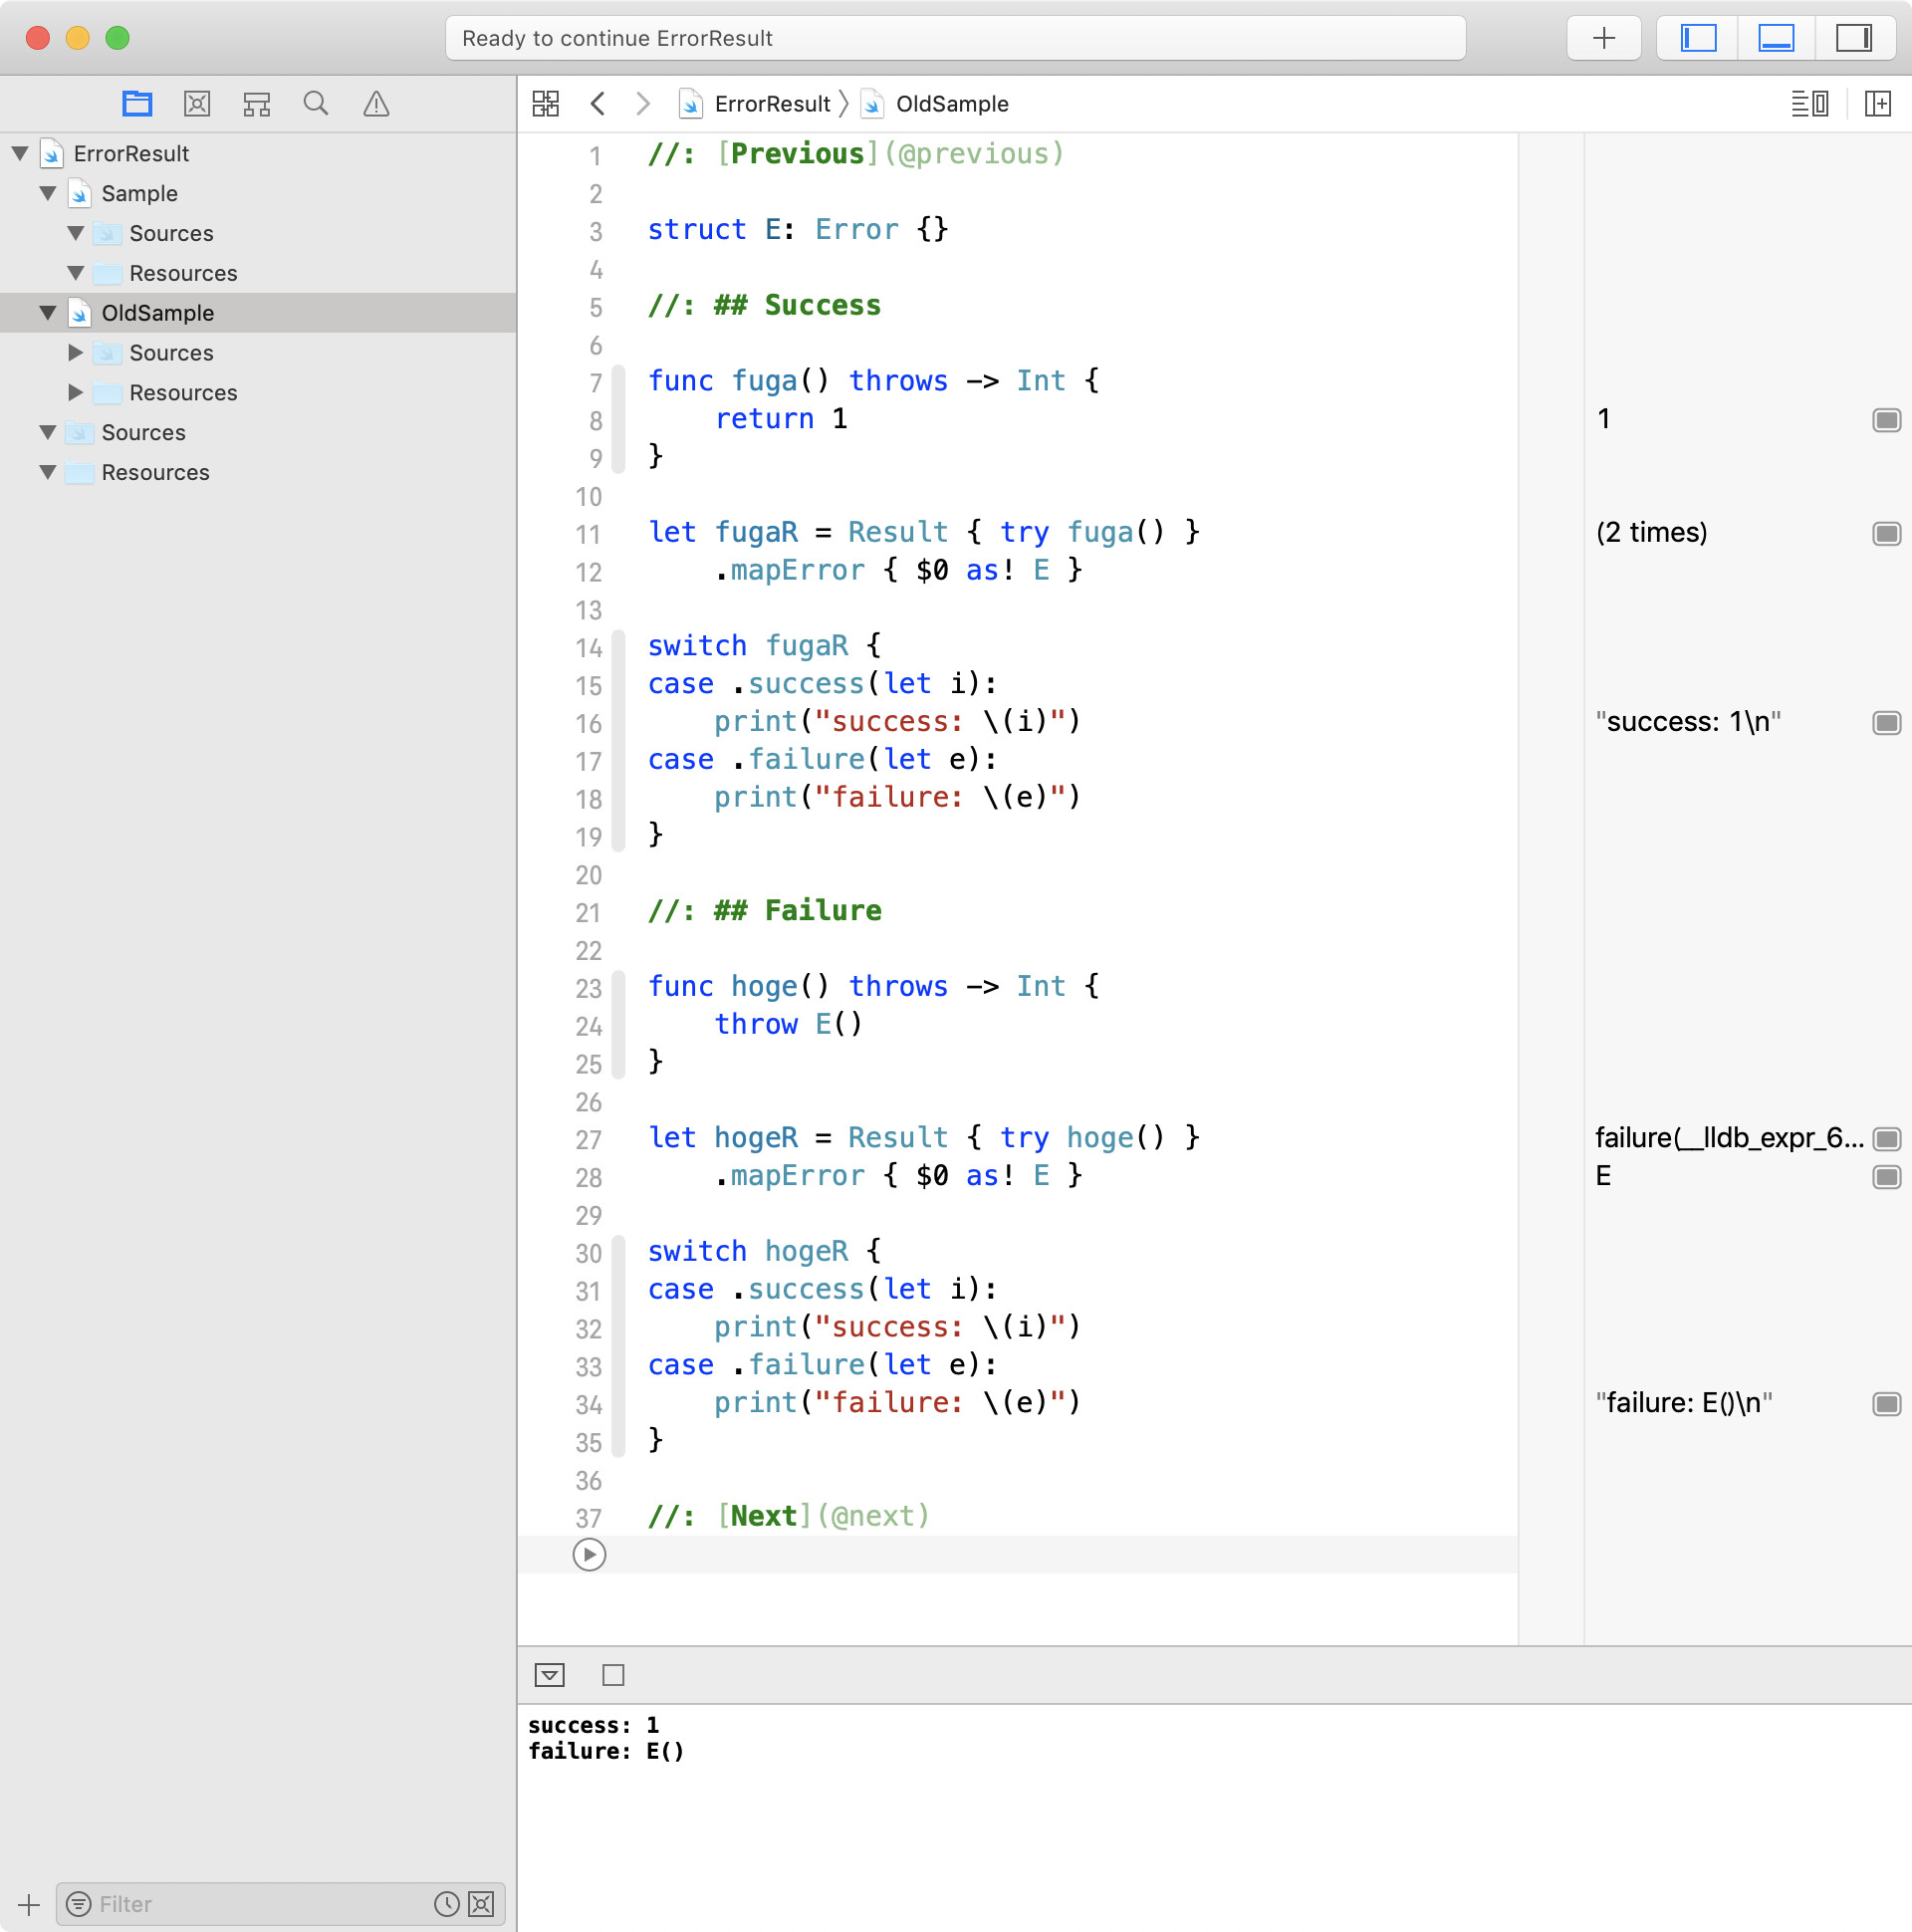 Ready to continue ErrorResult
ErrorResult
Sample
Sources
Resources
OldSample
Sources
Resources
Sources
Resources
Filter
ErrorResult 〉 OldSample
1 //: [Previous](@previous)
2
3 struct E: Error {}
4
5 //: ## Success
6
7 func fuga() throws -> Int {
8     return 1
9 }
10
11 let fugaR = Result { try fuga() }
12     .mapError { $0 as! E }
13
14 switch fugaR {
15 case .success(let i):
16     print("success: \(i)")
17 case .failure(let e):
18     print("failure: \(e)")
19 }
20
21 //: ## Failure
22
23 func hoge() throws -> Int {
24     throw E()
25 }
26
27 let hogeR = Result { try hoge() }
28     .mapError { $0 as! E }
29
30 switch hogeR {
31 case .success(let i):
32     print("success: \(i)")
33 case .failure(let e):
34     print("failure: \(e)")
35 }
36
37 //: [Next](@next)
1
(2 times)
"success: 1\n"
failure(__lldb_expr_6...
E
"failure: E()\n"
success: 1
failure: E()